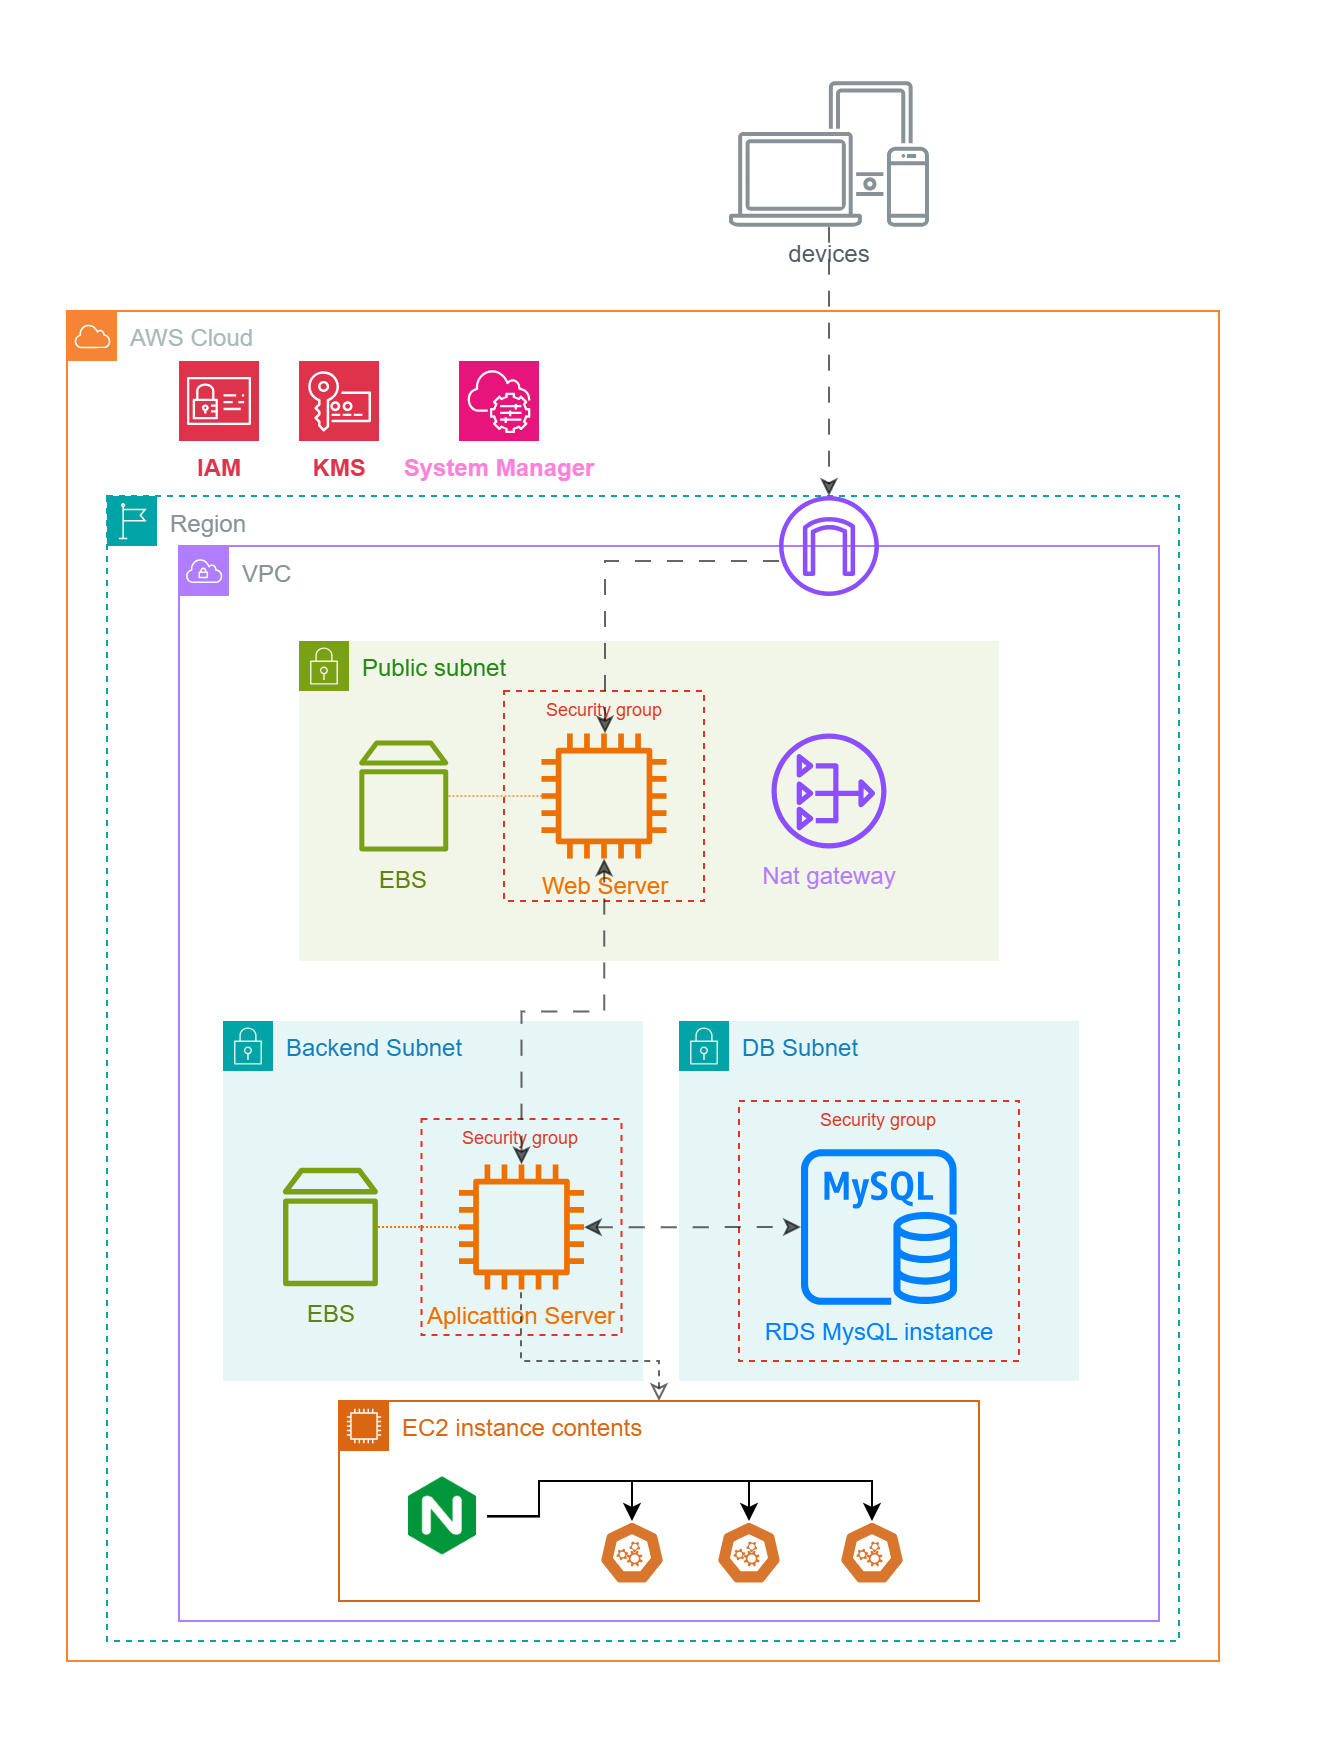 devices
AWS Cloud
IAM
KMS
System Manager
Region
VPC
Public subnet
Security group
EBS
Web Server
Nat gateway
Backend Subnet
DB Subnet
Security group
Security group
MySQL
EBS
Aplicattion Server
RDS MysQL instance
EC2 instance contents
N